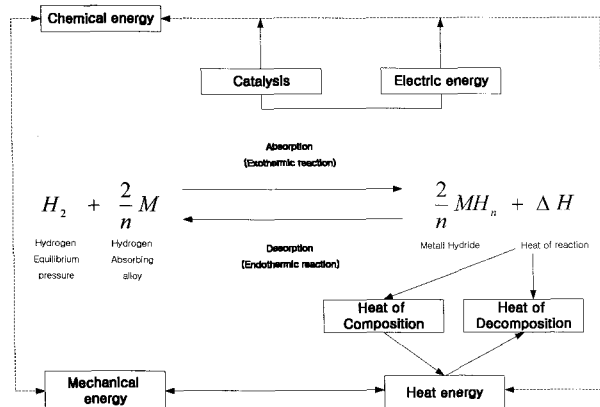 Chemical energy
Catalysis
Electric energy
Absorption
(Exothermic reaction)
H₂ + 2/n M
2/n MHₙ + Δ H
Hydrogen
Equilibrium
pressure
Hydrogen
Absorbing
alloy
Desorption
(Endothermic reaction)
Metall Hydride
Heat of reaction
Heat of
Composition
Heat of
Decomposition
Mechanical
energy
Heat energy